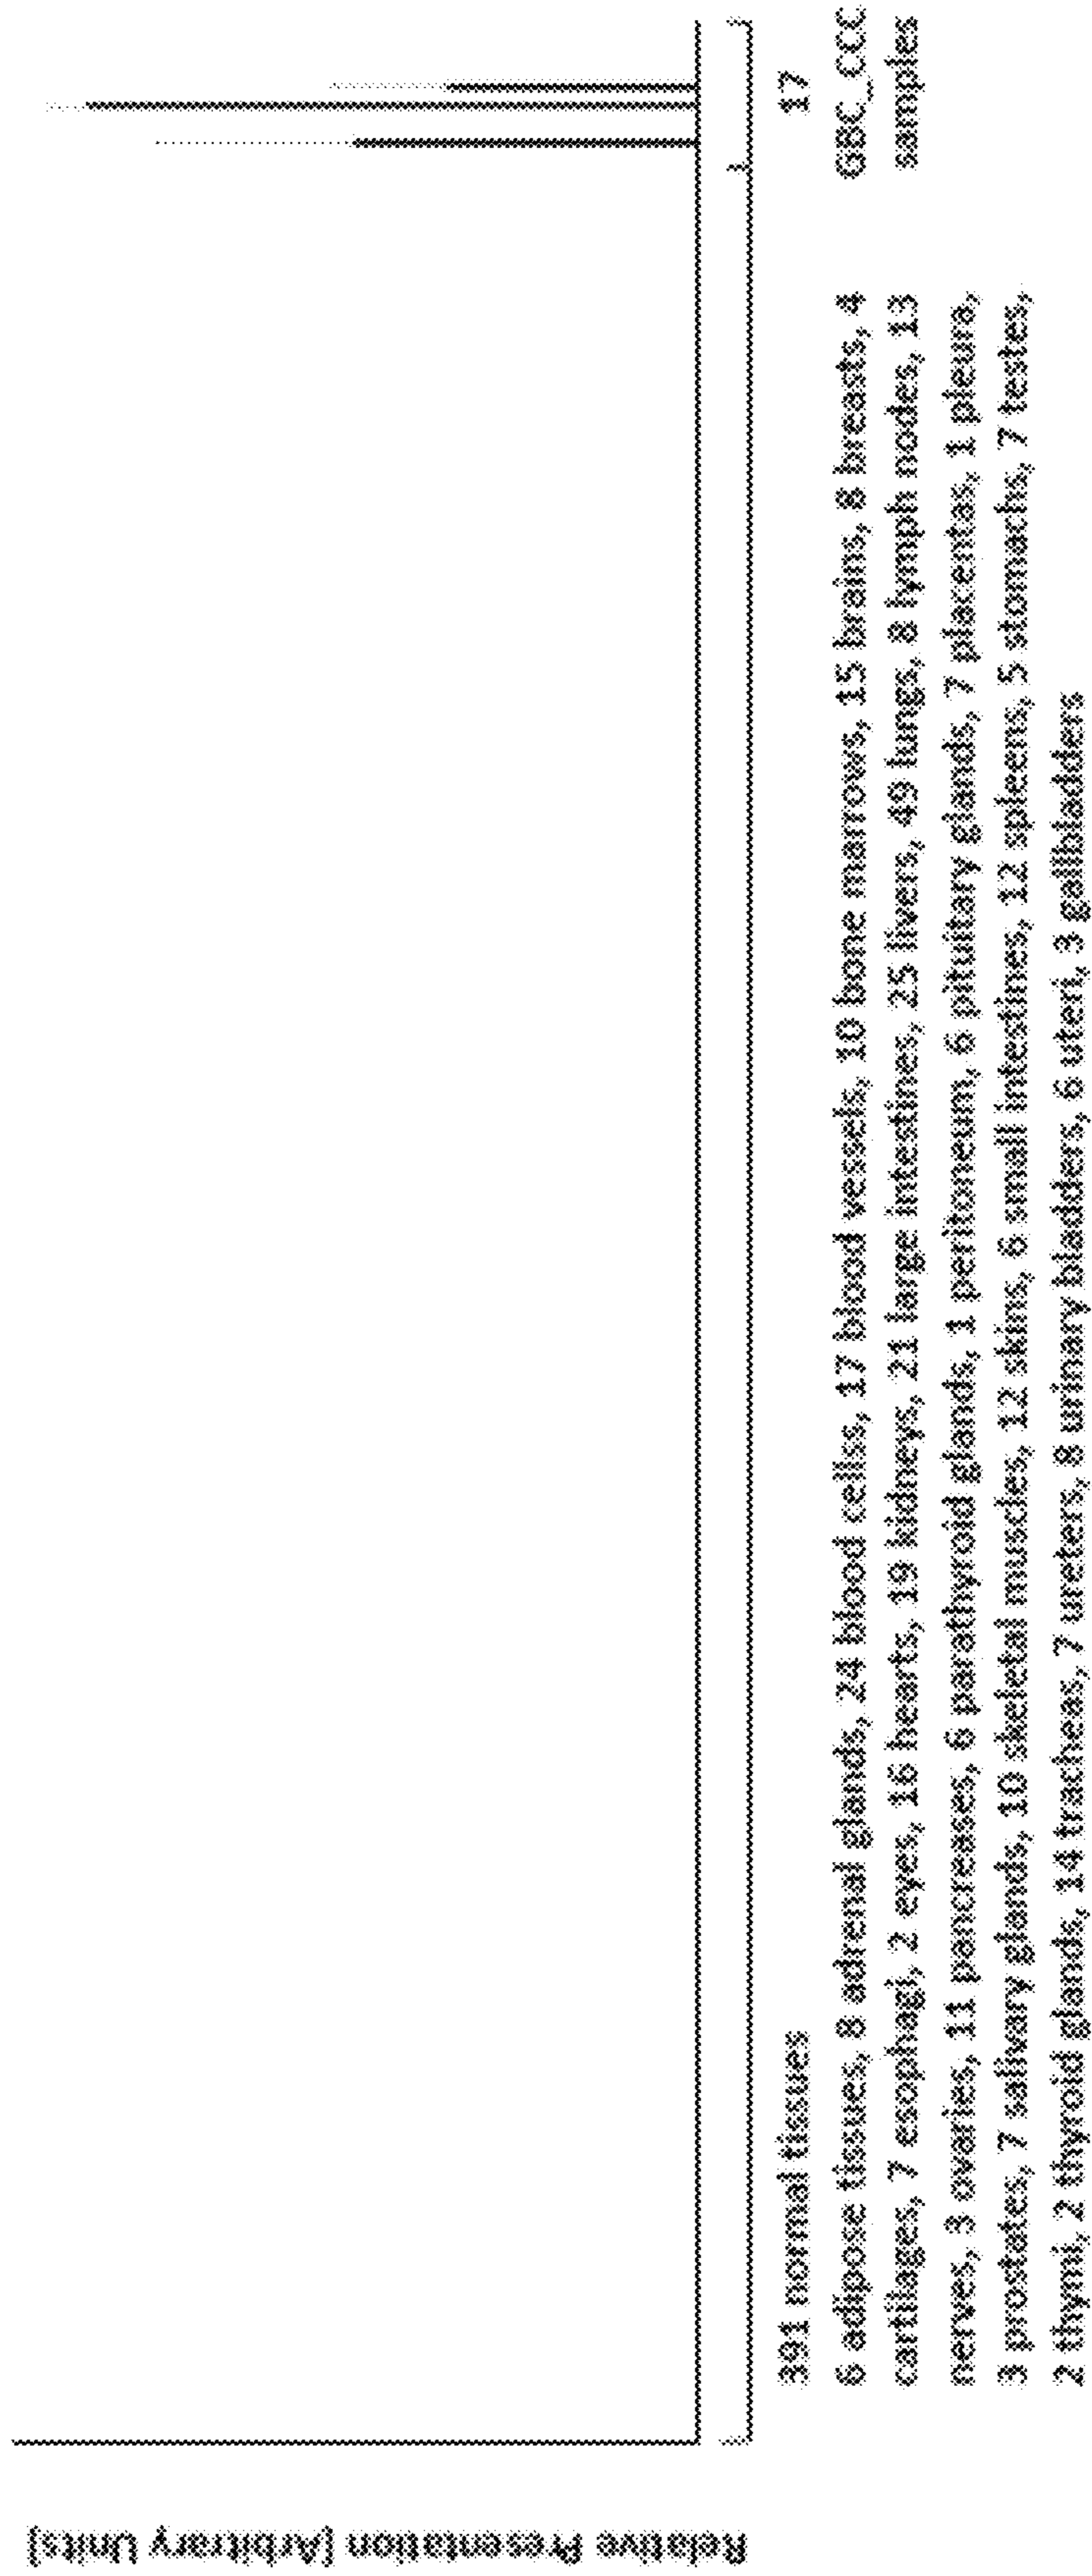 Relative Presentation [Arbitrary Units]
391 normal tissues
6 adipose tissues, 8 adrenal glands, 24 blood cellss, 17 blood vessels, 10 bone marrows, 15 brains, 8 breasts, 4
cartilages, 7 esophagi, 2 eyes, 16 hearts, 19 kidneys, 21 large intestines, 25 livers, 49 lungs, 8 lymph nodes, 13
nerves, 3 ovaries, 11 pancreases, 6 parathyroid glands, 1 peritoneum, 6 pituitary glands, 7 placentas, 1 pleura,
3 prostates, 7 salivary glands, 10 skeletal muscles, 12 skins, 6 small intestines, 12 spleens, 5 stomachs, 7 testes,
2 thymi, 2 thyroid glands, 14 tracheas, 7 ureters, 8 urinary bladders, 6 uteri, 3 gallbladders
17
GBC_CCC
samples